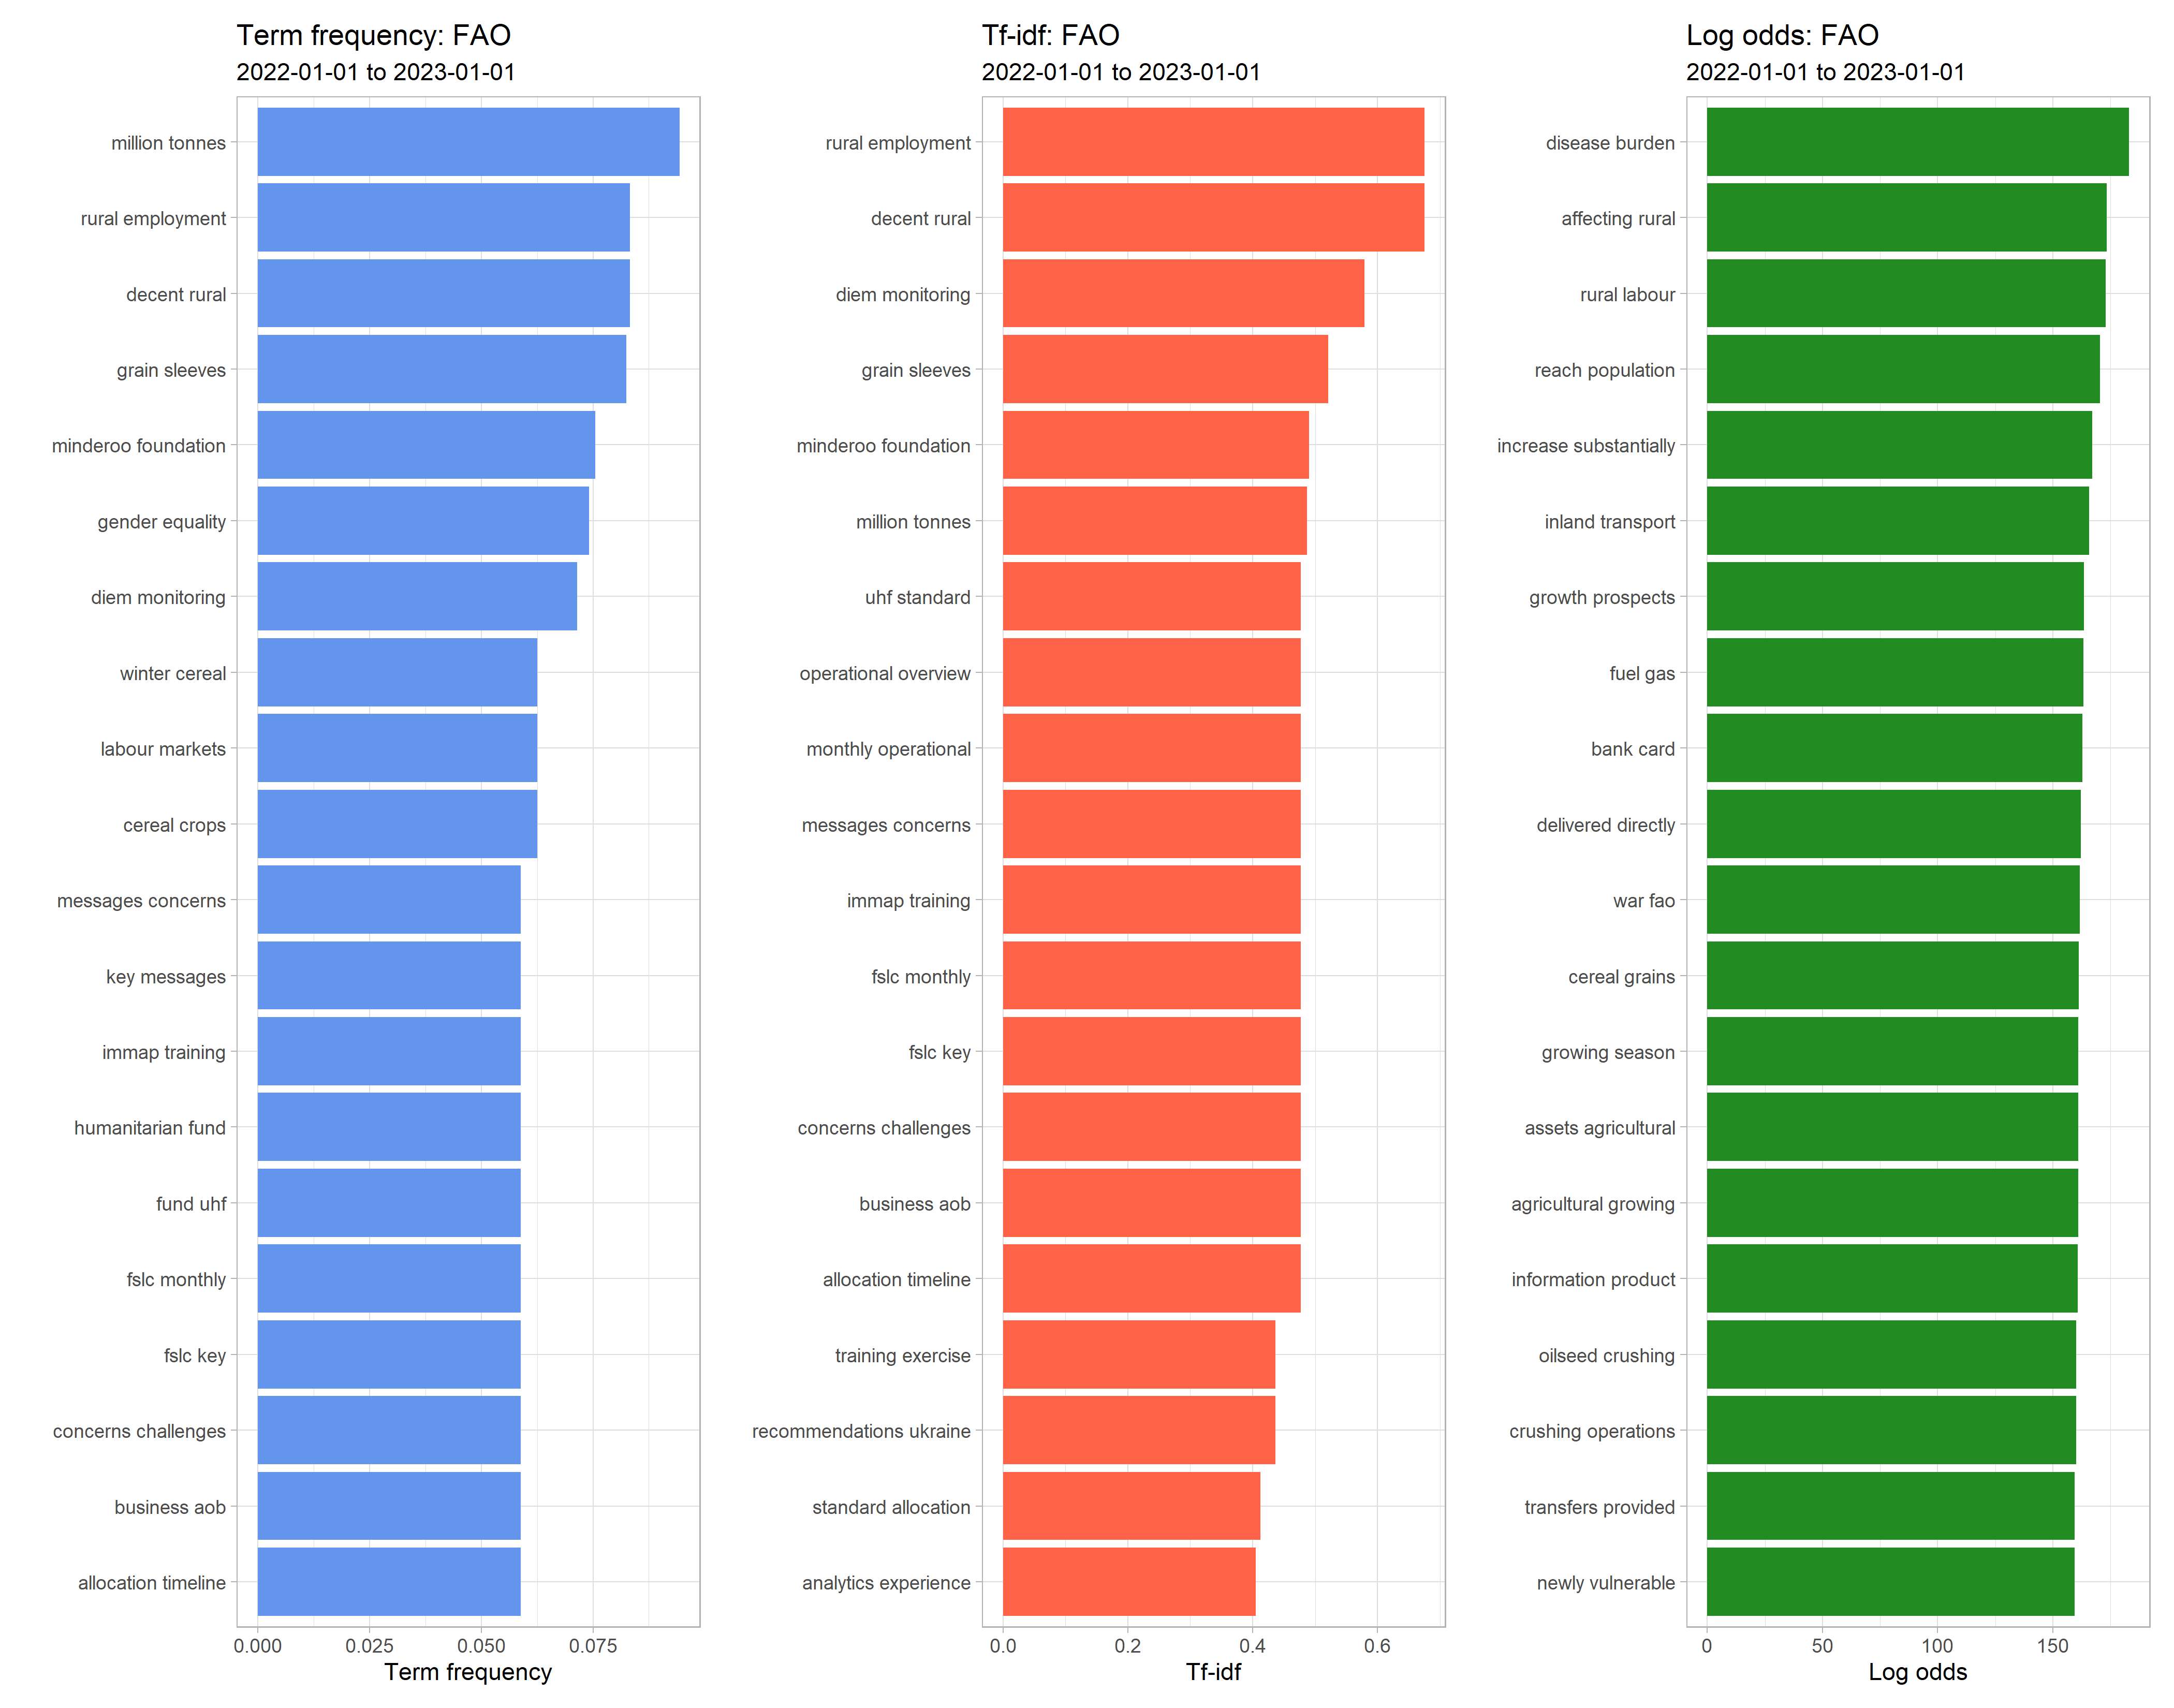 Term frequency: FAO
2022-01-01 to 2023-01-01
million tonnes
rural employment
decent rural
grain sleeves
minderoo foundation
gender equality
diem monitoring
winter cereal
labour markets
cereal crops
messages concerns
key messages
immap training
humanitarian fund
fund uhf
fslc monthly
fslc key
concerns challenges
business aob
allocation timeline
0.000 0.025 0.050 0.075
Term frequency
Tf-idf: FAO
2022-01-01 to 2023-01-01
rural employment
decent rural
diem monitoring
grain sleeves
minderoo foundation
million tonnes
uhf standard
operational overview
monthly operational
messages concerns
immap training
fslc monthly
fslc key
concerns challenges
business aob
allocation timeline
training exercise
recommendations ukraine
standard allocation
analytics experience
0.0 0.2 0.4 0.6
Tf-idf
Log odds: FAO
2022-01-01 to 2023-01-01
disease burden
affecting rural
rural labour
reach population
increase substantially
inland transport
growth prospects
fuel gas
bank card
delivered directly
war fao
cereal grains
growing season
assets agricultural
agricultural growing
information product
oilseed crushing
crushing operations
transfers provided
newly vulnerable
0 50 100 150
Log odds